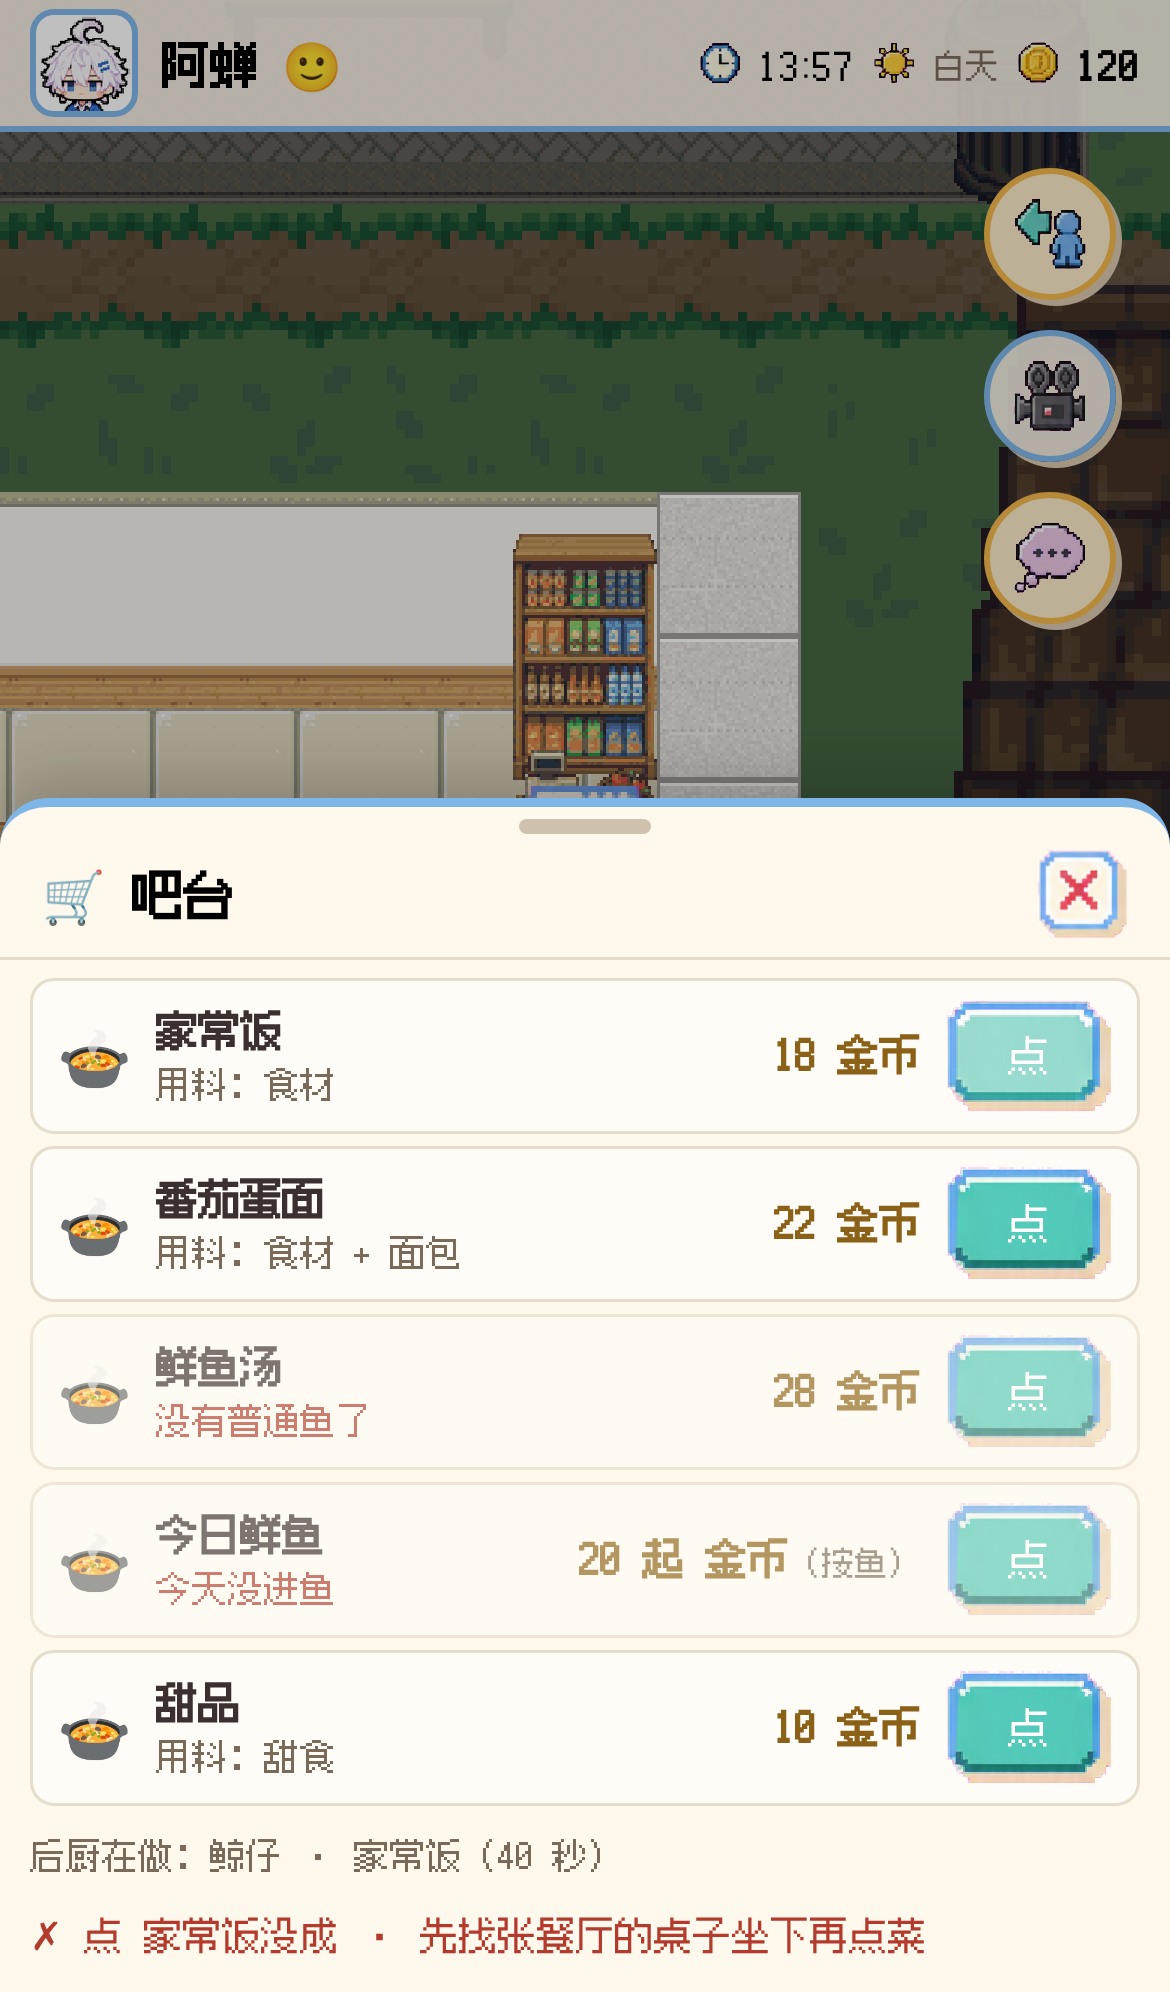 阿蝉
13:57 白天 120
吧台
家常饭
用料: 食材
18 金币
点
番茄蛋面
用料: 食材 + 面包
22 金币
点
鲜鱼汤
没有普通鱼了
28 金币
点
今日鲜鱼
今天没进鱼
20 起 金币 (按鱼)
点
甜品
用料: 甜食
10 金币
点
后厨在做: 鲸仔 · 家常饭 (40 秒)
✗ 点 家常饭没成 · 先找张餐厅的桌子坐下再点菜